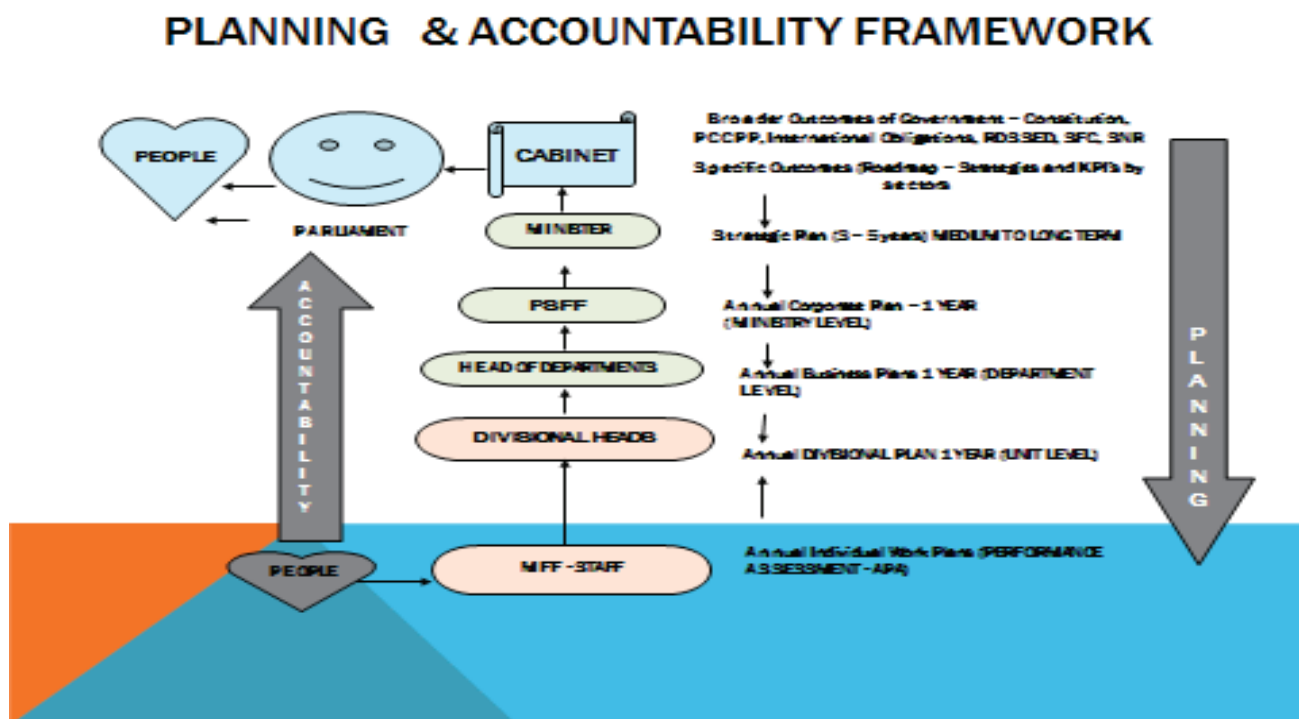 PLANNING & ACCOUNTABILITY FRAMEWORK
PEOPLE
CABINET
PARLIAMENT
MINISTER
PSFF
HEAD OF DEPARTMENTS
DIVISIONAL HEADS
MFF - STAFF
PEOPLE
ACCOUNTABILITY
Broader Outcomes of Government – Constitution,
PCCPP, International Obligations, RDSSED, SFC, SNR
Specific Outcomes (Roadmap – Strategies and KPI's by
sectors
Strategic Plan (3 – 5 years) MEDIUM TO LONG TERM
Annual Corporate Plan – 1 YEAR
(MINISTRY LEVEL)
Annual Business Plans 1 YEAR (DEPARTMENT
LEVEL)
Annual DIVISIONAL PLAN 1 YEAR (UNIT LEVEL)
Annual Individual Work Plans (PERFORMANCE
ASSESSMENT - APA)
PLANNING